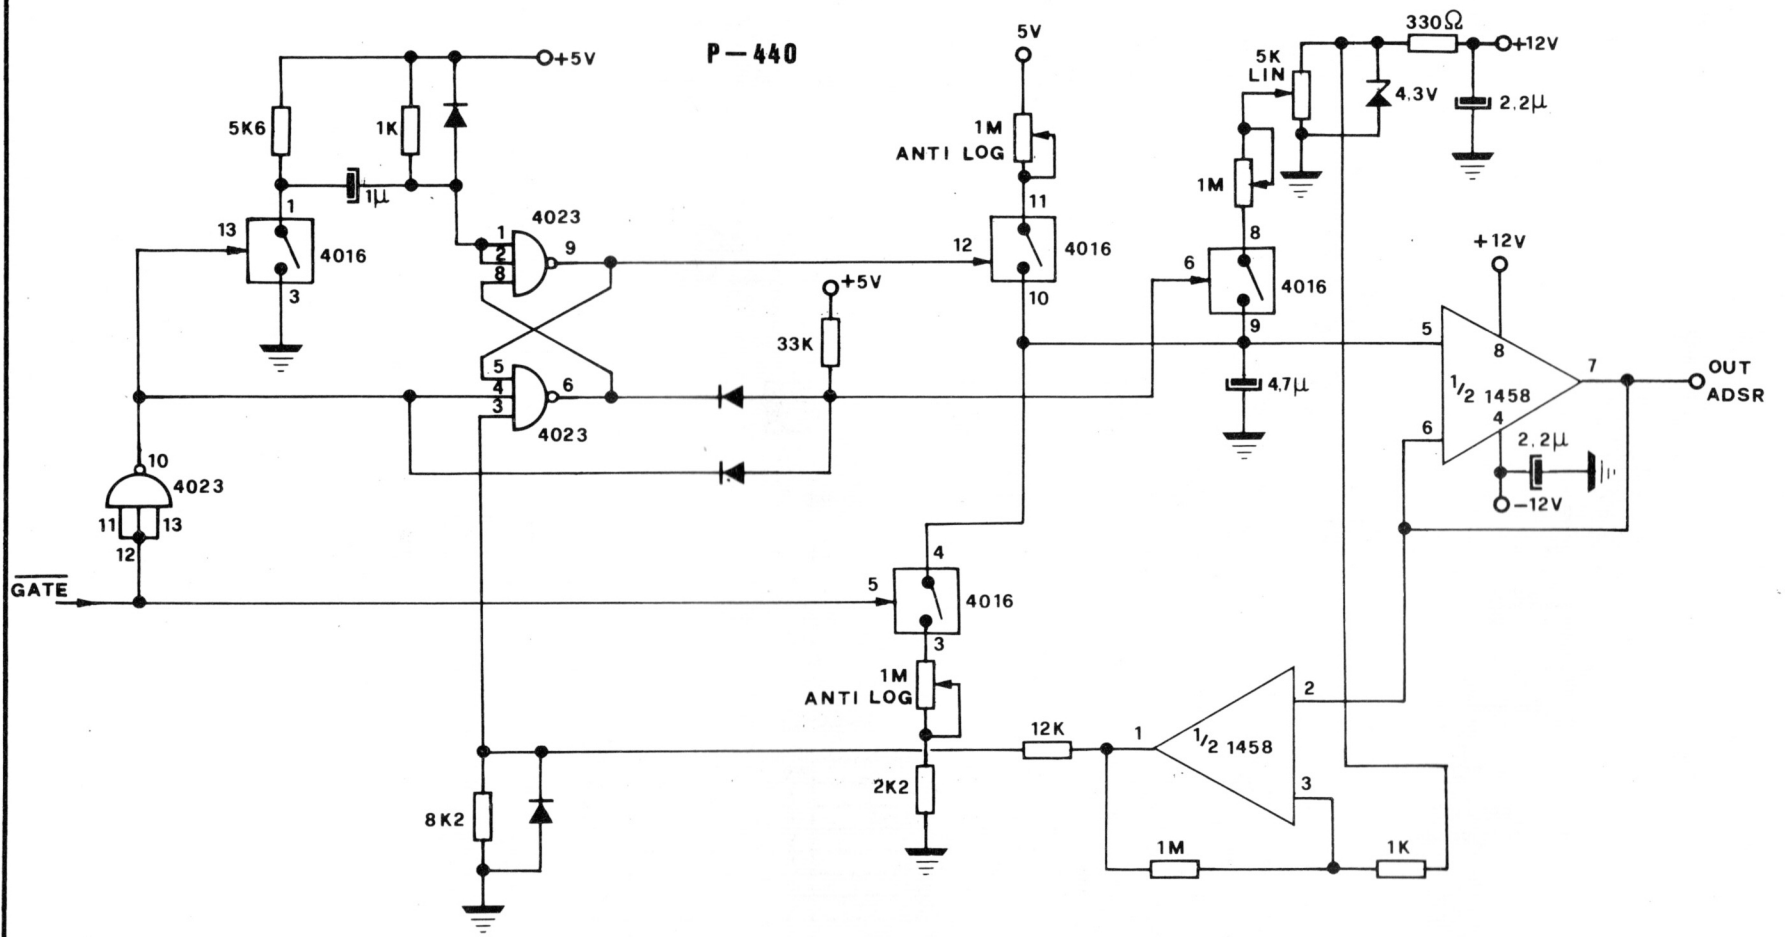 P-440
+5V
5K6
1K
1µ
1
13
4016
3
4023
1
2
8
9
5
4
3
6
4023
10
4023
11
13
12
GATE
+5V
33K
5V
1M
ANTI LOG
11
12
4016
10
5K
LIN
330Ω
+12V
4,3V
2.2µ
1M
8
6
4016
9
4,7µ
+12V
5
8
7
1/2 1458
4
6
OUT
ADSR
2.2µ
-12V
4
5
4016
3
1M
ANTI LOG
2K2
12K
1
1/2 1458
2
3
1M
1K
8K2